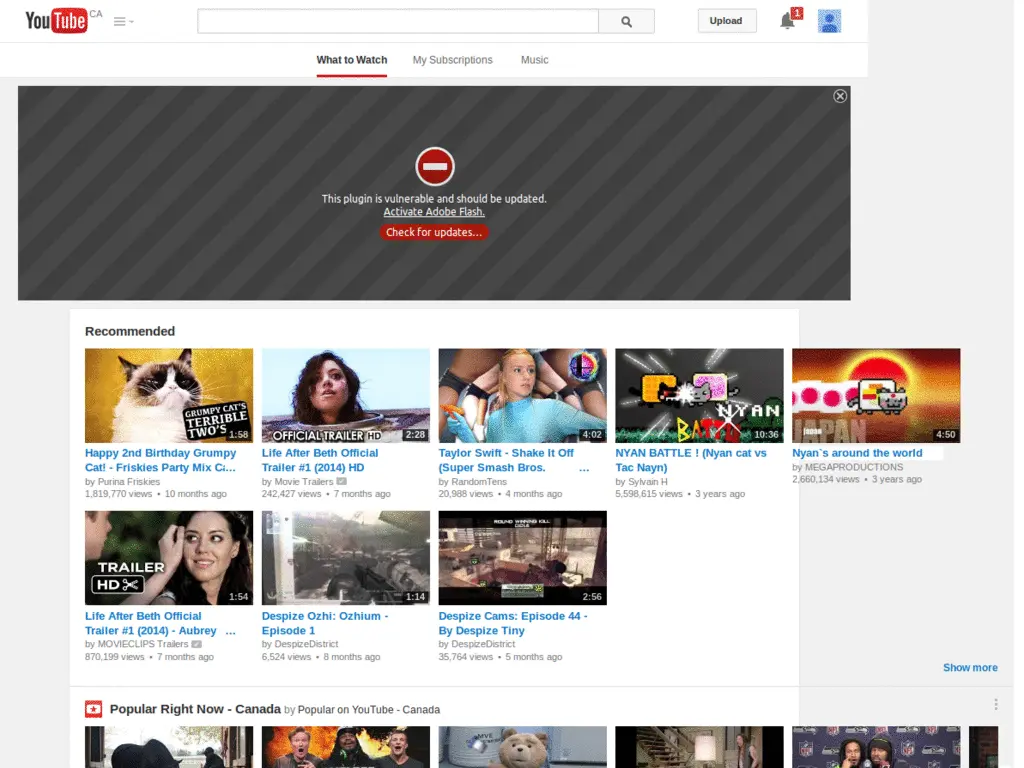 YouTube CA
Upload
1
What to Watch My Subscriptions Music
This plugin is vulnerable and should be updated.
Activate Adobe Flash.
Check for updates...
Recommended
GRUMPY CAT'S
TERRIBLE
TWO'S
1:58
OFFICIAL TRAILER HD
2:28
4:02
NYAN
BATTLE
10:36
JAPAN
4:50
Happy 2nd Birthday Grumpy
Cat! - Friskies Party Mix C...
by Purina Friskies
1,819,770 views • 10 months ago
Life After Beth Official
Trailer #1 (2014) HD
by Movie Trailers
242,427 views • 7 months ago
Taylor Swift - Shake It Off
(Super Smash Bros. ...
by RandomTens
20,988 views • 4 months ago
NYAN BATTLE ! (Nyan cat vs
Tac Nayn)
by Sylvain H
5,598,615 views • 3 years ago
Nyan`s around the world
by MEGAPRODUCTIONS
2,660,134 views • 3 years ago
TRAILER
HD
1:54
1:14
ROUND WINNING KILL
2:56
Life After Beth Official
Trailer #1 (2014) - Aubrey ...
by MOVIECLIPS Trailers
870,199 views • 7 months ago
Despize Ozhi: Ozhium -
Episode 1
by DespizeDistrict
6,524 views • 8 months ago
Despize Cams: Episode 44 -
By Despize Tiny
by DespizeDistrict
35,764 views • 5 months ago
Show more
Popular Right Now - Canada by Popular on YouTube - Canada